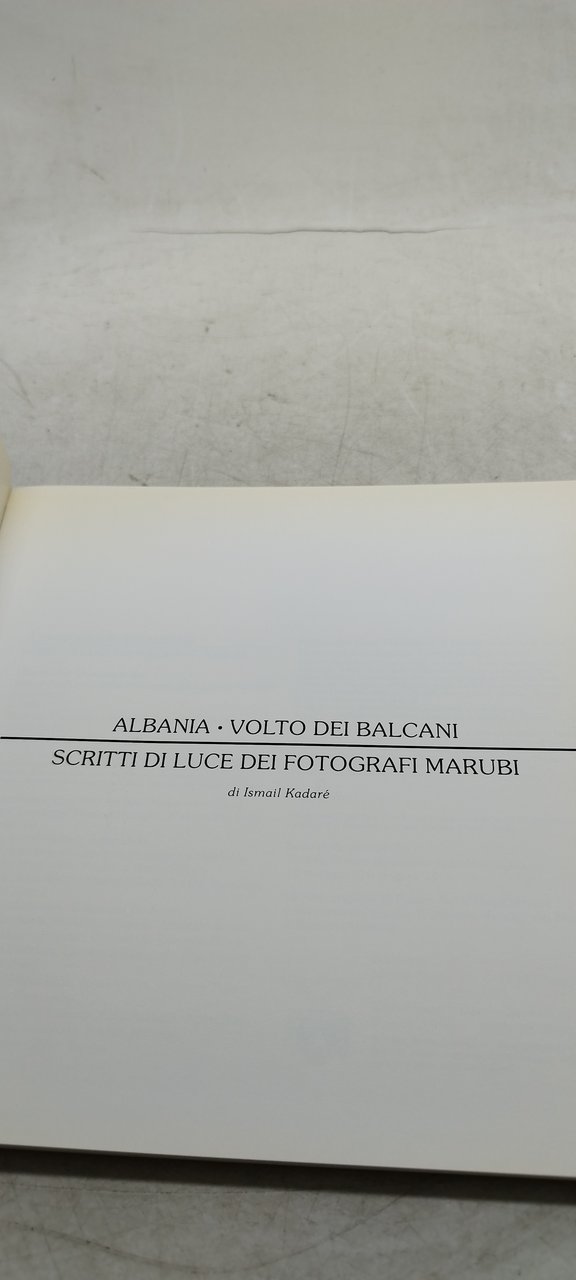 ALBANIA • VOLTO DEI BALCANI
SCRITTI DI LUCE DEI FOTOGRAFI MARUBI
di Ismail Kadaré